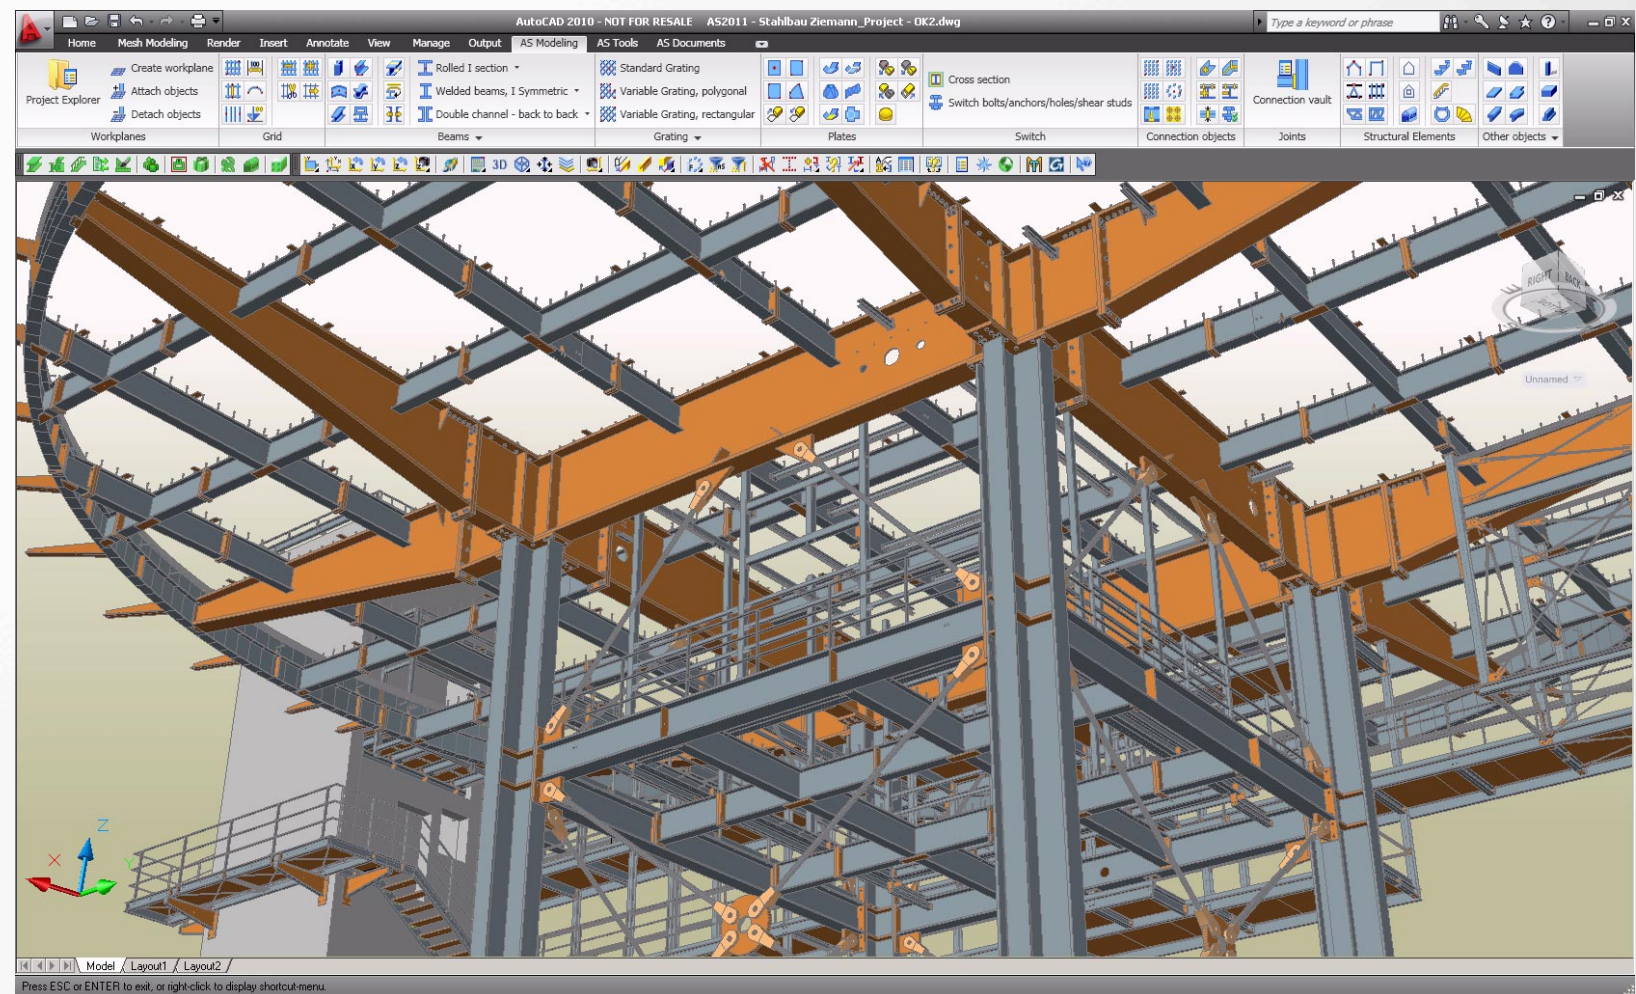 AutoCAD 2010 - NOT FOR RESALE AS2011 - Stahlbau Ziemann_Project - OK2.dwg
Type a keyword or phrase
Home Mesh Modeling Render Insert Annotate View Manage Output AS Modeling AS Tools AS Documents
Project Explorer
Create workplane
Attach objects
Detach objects
100
Rolled I section
Welded beams, I Symmetric
Double channel - back to back
Standard Grating
Variable Grating, polygonal
Variable Grating, rectangular
Cross section
Switch bolts/anchors/holes/shear studs
Connection vault
Workplanes Grid Beams Grating Plates Switch Connection objects Joints Structural Elements Other objects
3D
RIGHT BACK
Unnamed
Z
X
Y
Model Layout1 Layout2
Press ESC or ENTER to exit, or right-click to display shortcut-menu.